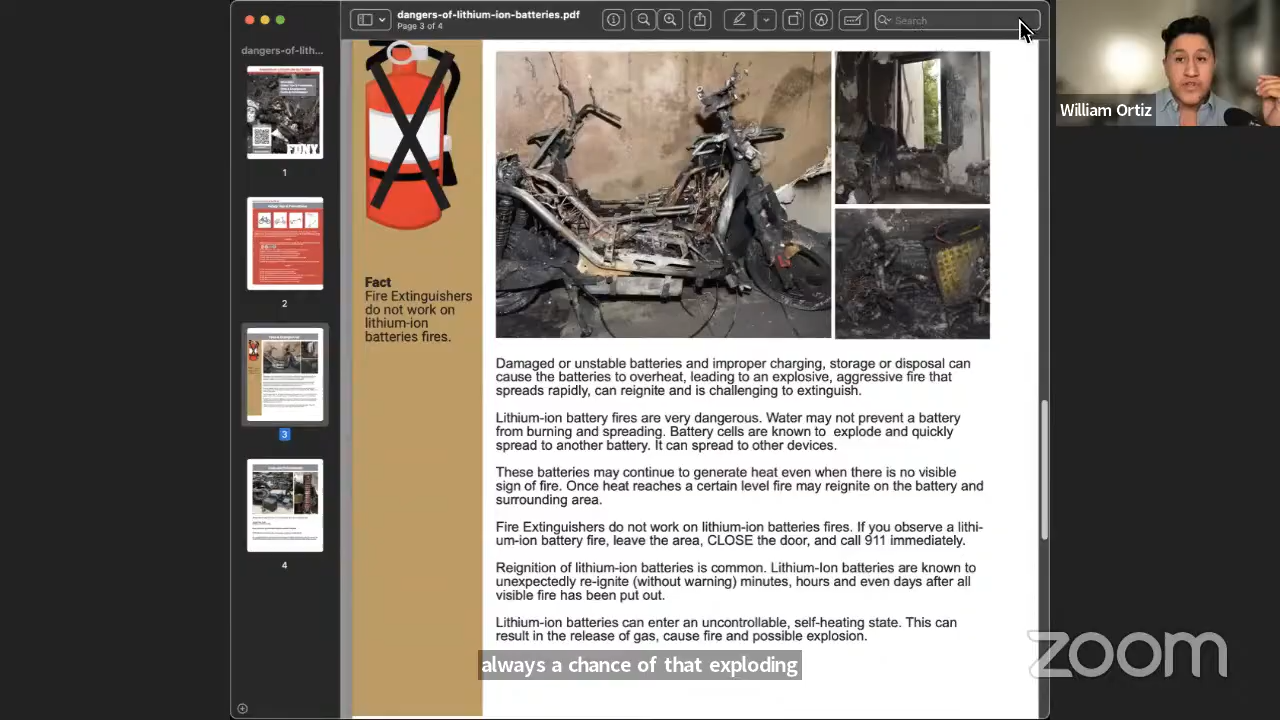 dangers-of-lithium-ion-batteries.pdf
Page 3 of 4
Search
dangers-of-lith...
FDNY
1
2
3
4
William Ortiz
Fact
Fire Extinguishers
do not work on
lithium-ion
batteries fires.
Damaged or unstable batteries and improper charging, storage or disposal can
cause the batteries to overheat, leading to an explosive, aggressive fire that
spreads rapidly, can reignite and is challenging to extinguish.
Lithium-ion battery fires are very dangerous. Water may not prevent a battery
from burning and spreading. Battery cells are known to explode and quickly
spread to another battery. It can spread to other devices.
These batteries may continue to generate heat even when there is no visible
sign of fire. Once heat reaches a certain level fire may reignite on the battery and
surrounding area.
Fire Extinguishers do not work on lithium-ion batteries fires. If you observe a lithi-
um-ion battery fire, leave the area, CLOSE the door, and call 911 immediately.
Reignition of lithium-ion batteries is common. Lithium-Ion batteries are known to
unexpectedly re-ignite (without warning) minutes, hours and even days after all
visible fire has been put out.
Lithium-ion batteries can enter an uncontrollable, self-heating state. This can
result in the release of gas, cause fire and possible explosion.
always a chance of that exploding
zoom